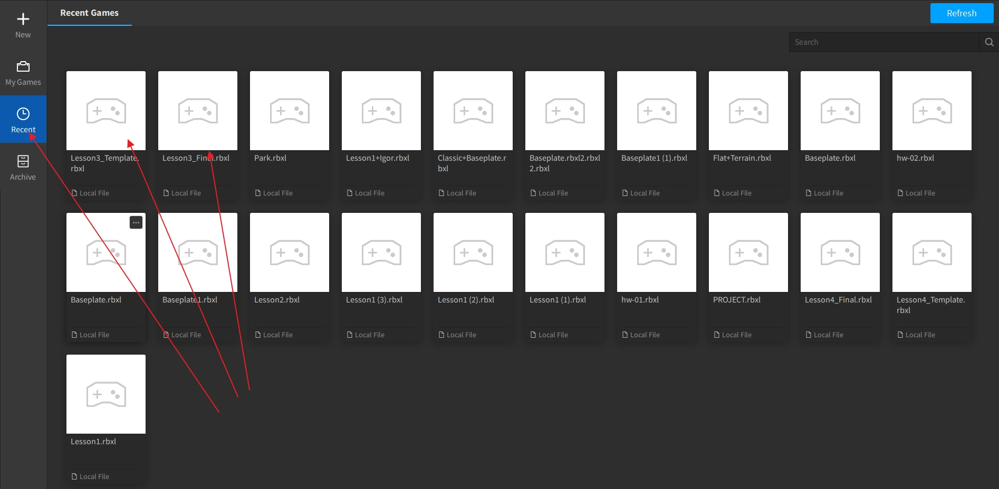 New
My Games
Recent
Archive
Recent Games
Refresh
Search
Lesson3_Template.
rbxl
Local File
Lesson3_Final.rbxl
Local File
Park.rbxl
Local File
Lesson1+Igor.rbxl
Local File
Classic+Baseplate.r
bxl
Local File
Baseplate.rbxl2.rbxl
2.rbxl
Local File
Baseplate1 (1).rbxl
Local File
Flat+Terrain.rbxl
Local File
Baseplate.rbxl
Local File
hw-02.rbxl
Local File
Baseplate.rbxl
Local File
Baseplate1.rbxl
Local File
Lesson2.rbxl
Local File
Lesson1 (3).rbxl
Local File
Lesson1 (2).rbxl
Local File
Lesson1 (1).rbxl
Local File
hw-01.rbxl
Local File
PROJECT.rbxl
Local File
Lesson4_Final.rbxl
Local File
Lesson4_Template.
rbxl
Local File
Lesson1.rbxl
Local File